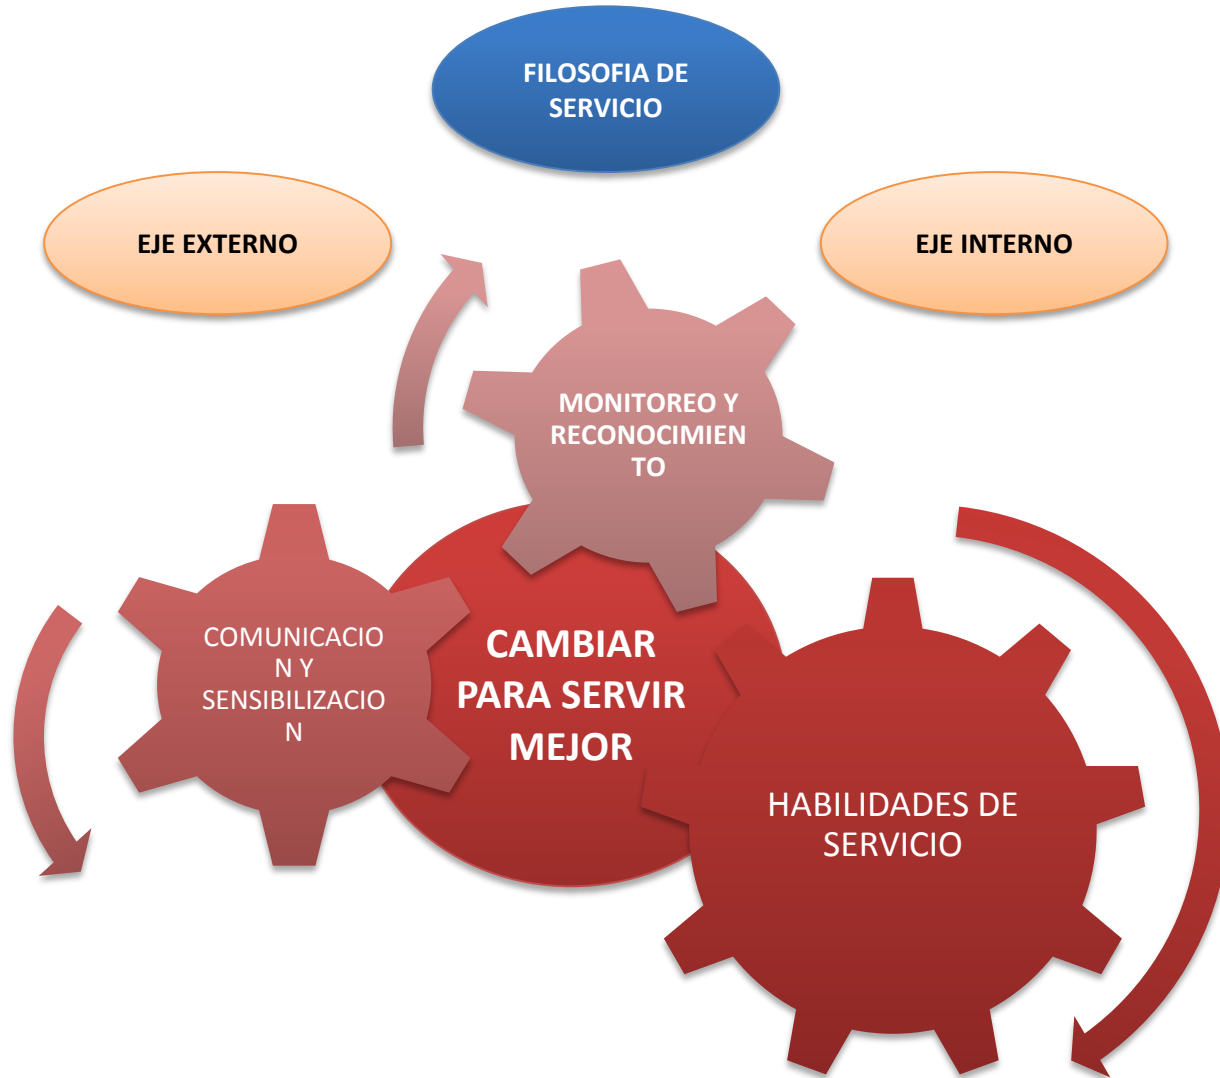 FILOSOFIA DE
SERVICIO
EJE EXTERNO
EJE INTERNO
MONITOREO Y
RECONOCIMIEN
TO
COMUNICACIO
N Y
SENSIBILIZACIO
N
CAMBIAR
PARA SERVIR
MEJOR
HABILIDADES DE
SERVICIO